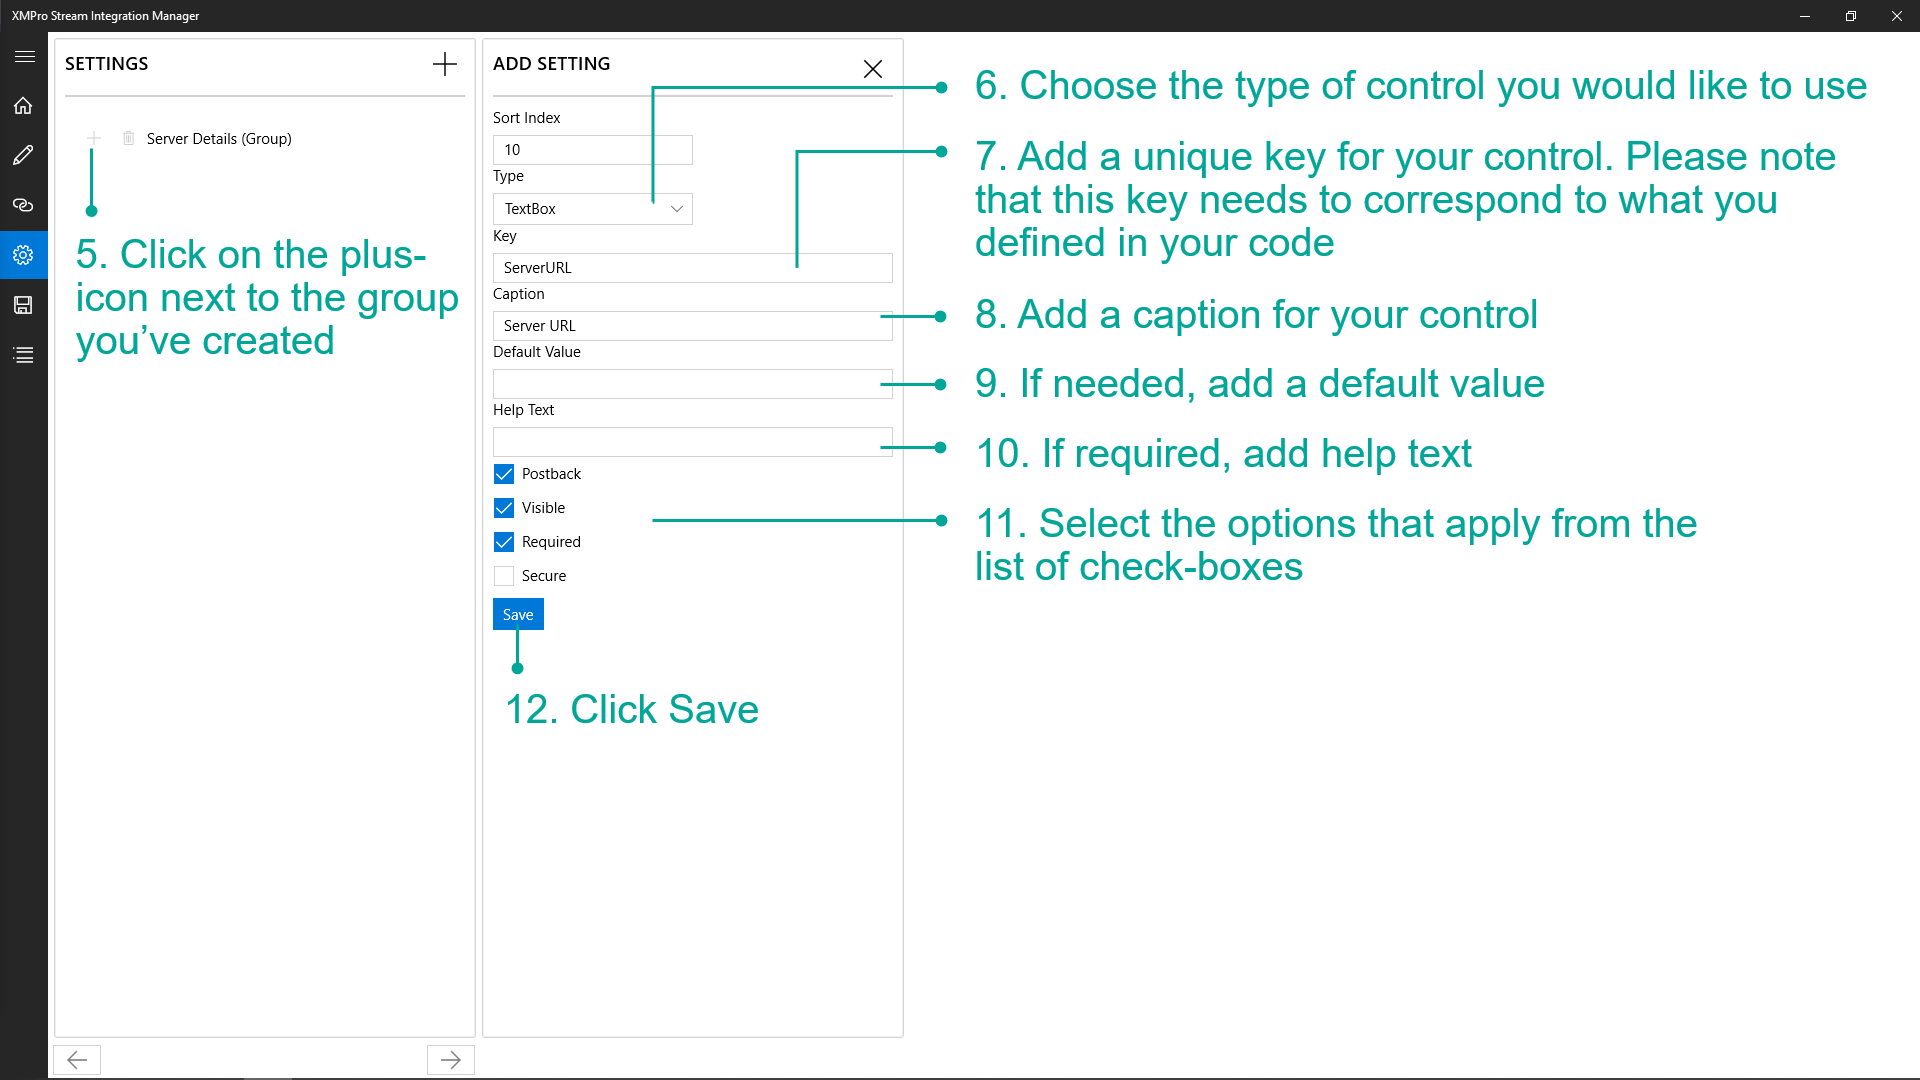 XMPro Stream Integration Manager
SETTINGS
Server Details (Group)
5. Click on the plus-
icon next to the group
you’ve created
ADD SETTING
Sort Index
10
Type
TextBox
Key
ServerURL
Caption
Server URL
Default Value
Help Text
Postback
Visible
Required
Secure
Save
12. Click Save
6. Choose the type of control you would like to use
7. Add a unique key for your control. Please note
that this key needs to correspond to what you
defined in your code
8. Add a caption for your control
9. If needed, add a default value
10. If required, add help text
11. Select the options that apply from the
list of check-boxes